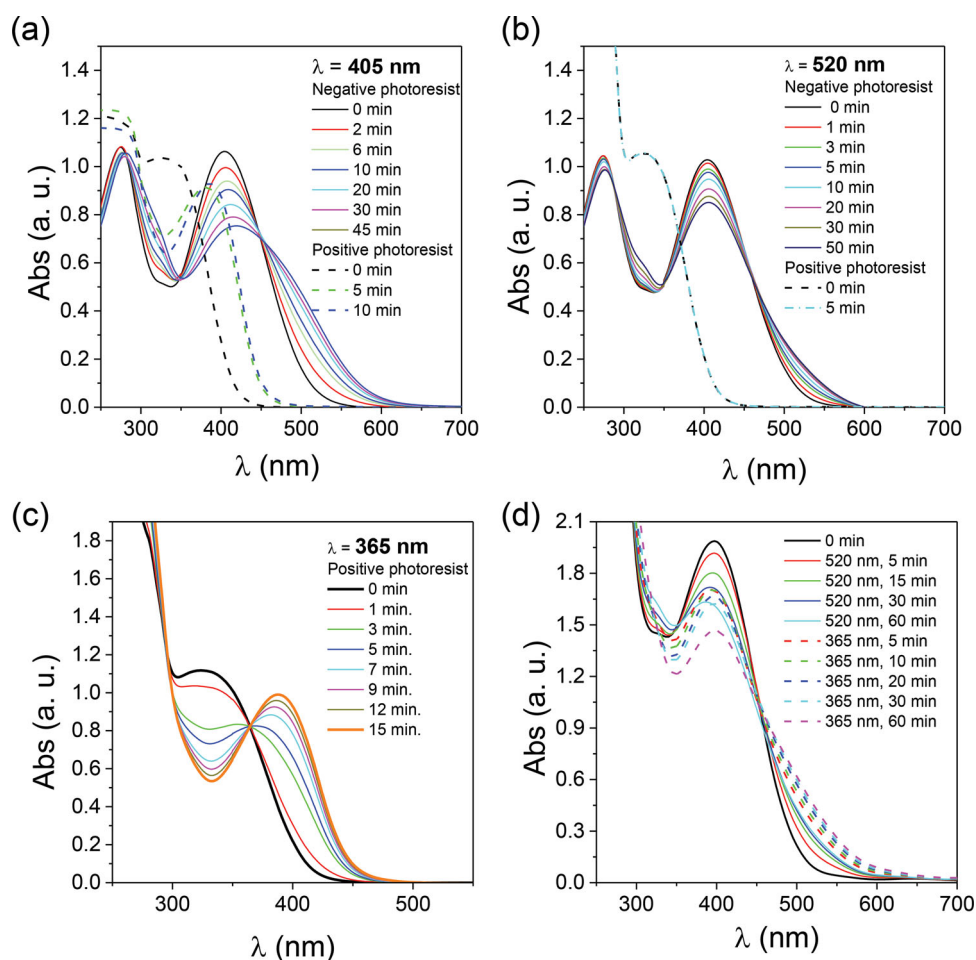 (a)
λ = 405 nm
Negative photoresist
0 min
2 min
6 min
10 min
20 min
30 min
45 min
Positive photoresist
0 min
5 min
10 min
1.4
1.2
1.0
0.8
0.6
0.4
0.2
0.0
Abs (a. u.)
300 400 500 600 700
λ (nm)
(b)
λ = 520 nm
Negative photoresist
0 min
1 min
3 min
5 min
10 min
20 min
30 min
50 min
Positive photoresist
0 min
5 min
1.4
1.2
1.0
0.8
0.6
0.4
0.2
0.0
Abs (a. u.)
300 400 500 600 700
λ (nm)
(c)
λ = 365 nm
Positive photoresist
0 min
1 min.
3 min.
5 min.
7 min.
9 min.
12 min.
15 min.
1.8
1.6
1.4
1.2
1.0
0.8
0.6
0.4
0.2
0.0
Abs (a. u.)
300 400 500
λ (nm)
(d)
0 min
520 nm, 5 min
520 nm, 15 min
520 nm, 30 min
520 nm, 60 min
365 nm, 5 min
365 nm, 10 min
365 nm, 20 min
365 nm, 30 min
365 nm, 60 min
2.1
1.8
1.5
1.2
0.9
0.6
0.3
0.0
Abs (a. u.)
300 400 500 600 700
λ (nm)